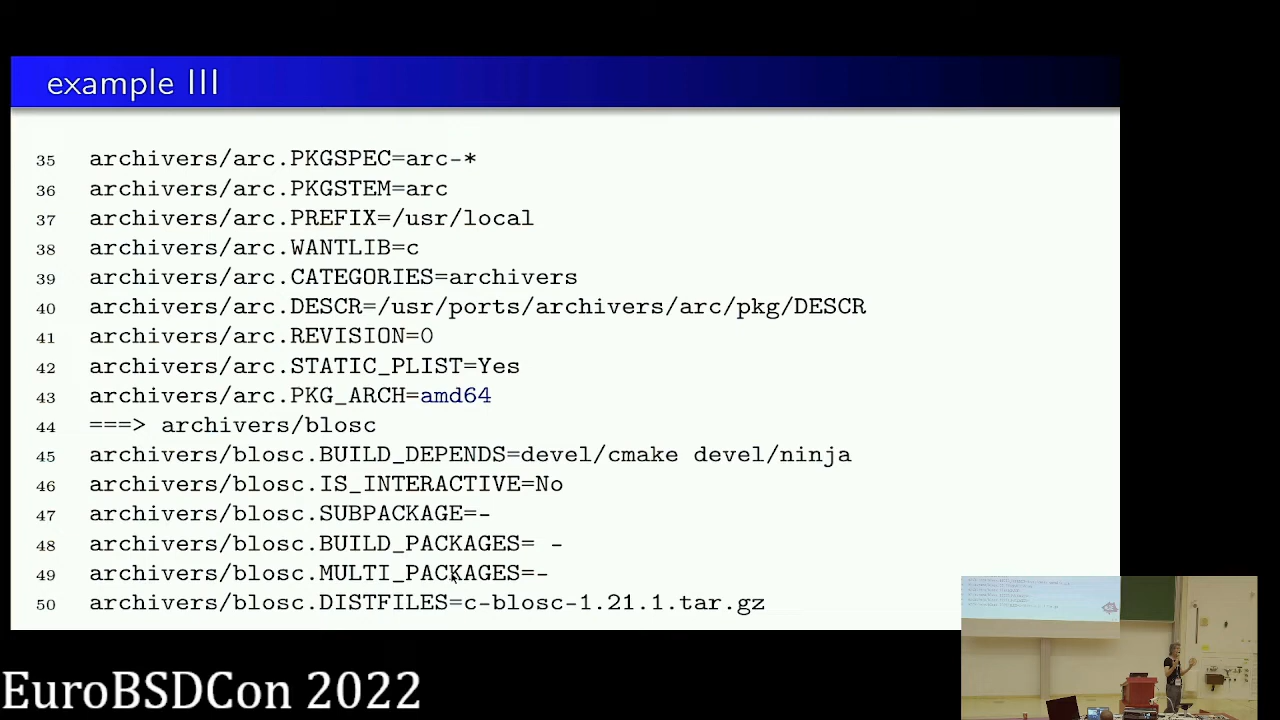 example III
35 archivers/arc.PKGSPEC=arc-*
36 archivers/arc.PKGSTEM=arc
37 archivers/arc.PREFIX=/usr/local
38 archivers/arc.WANTLIB=c
39 archivers/arc.CATEGORIES=archivers
40 archivers/arc.DESCR=/usr/ports/archivers/arc/pkg/DESCR
41 archivers/arc.REVISION=0
42 archivers/arc.STATIC_PLIST=Yes
43 archivers/arc.PKG_ARCH=amd64
44 ===> archivers/blosc
45 archivers/blosc.BUILD_DEPENDS=devel/cmake devel/ninja
46 archivers/blosc.IS_INTERACTIVE=No
47 archivers/blosc.SUBPACKAGE=-
48 archivers/blosc.BUILD_PACKAGES= -
49 archivers/blosc.MULTI_PACKAGES=-
50 archivers/blosc.DISTFILES=c-blosc-1.21.1.tar.gz
EuroBSDCon 2022